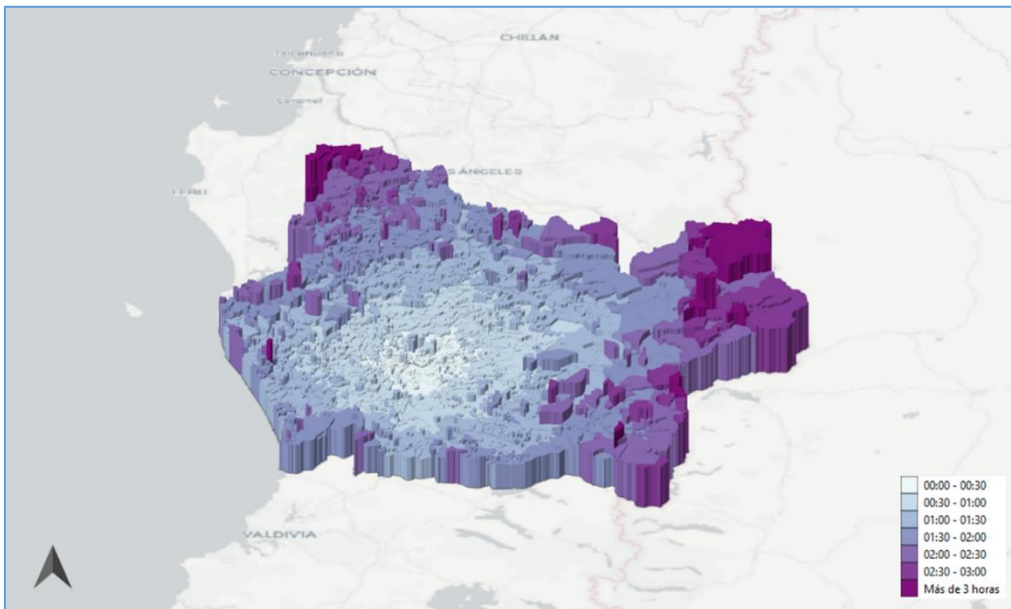 CHILLAN
Talcahuano
CONCEPCIÓN
Coronel
S ÁNGELES
VALDIVIA
00:00 - 00:30
00:30 - 01:00
01:00 - 01:30
01:30 - 02:00
02:00 - 02:30
02:30 - 03:00
Más de 3 horas